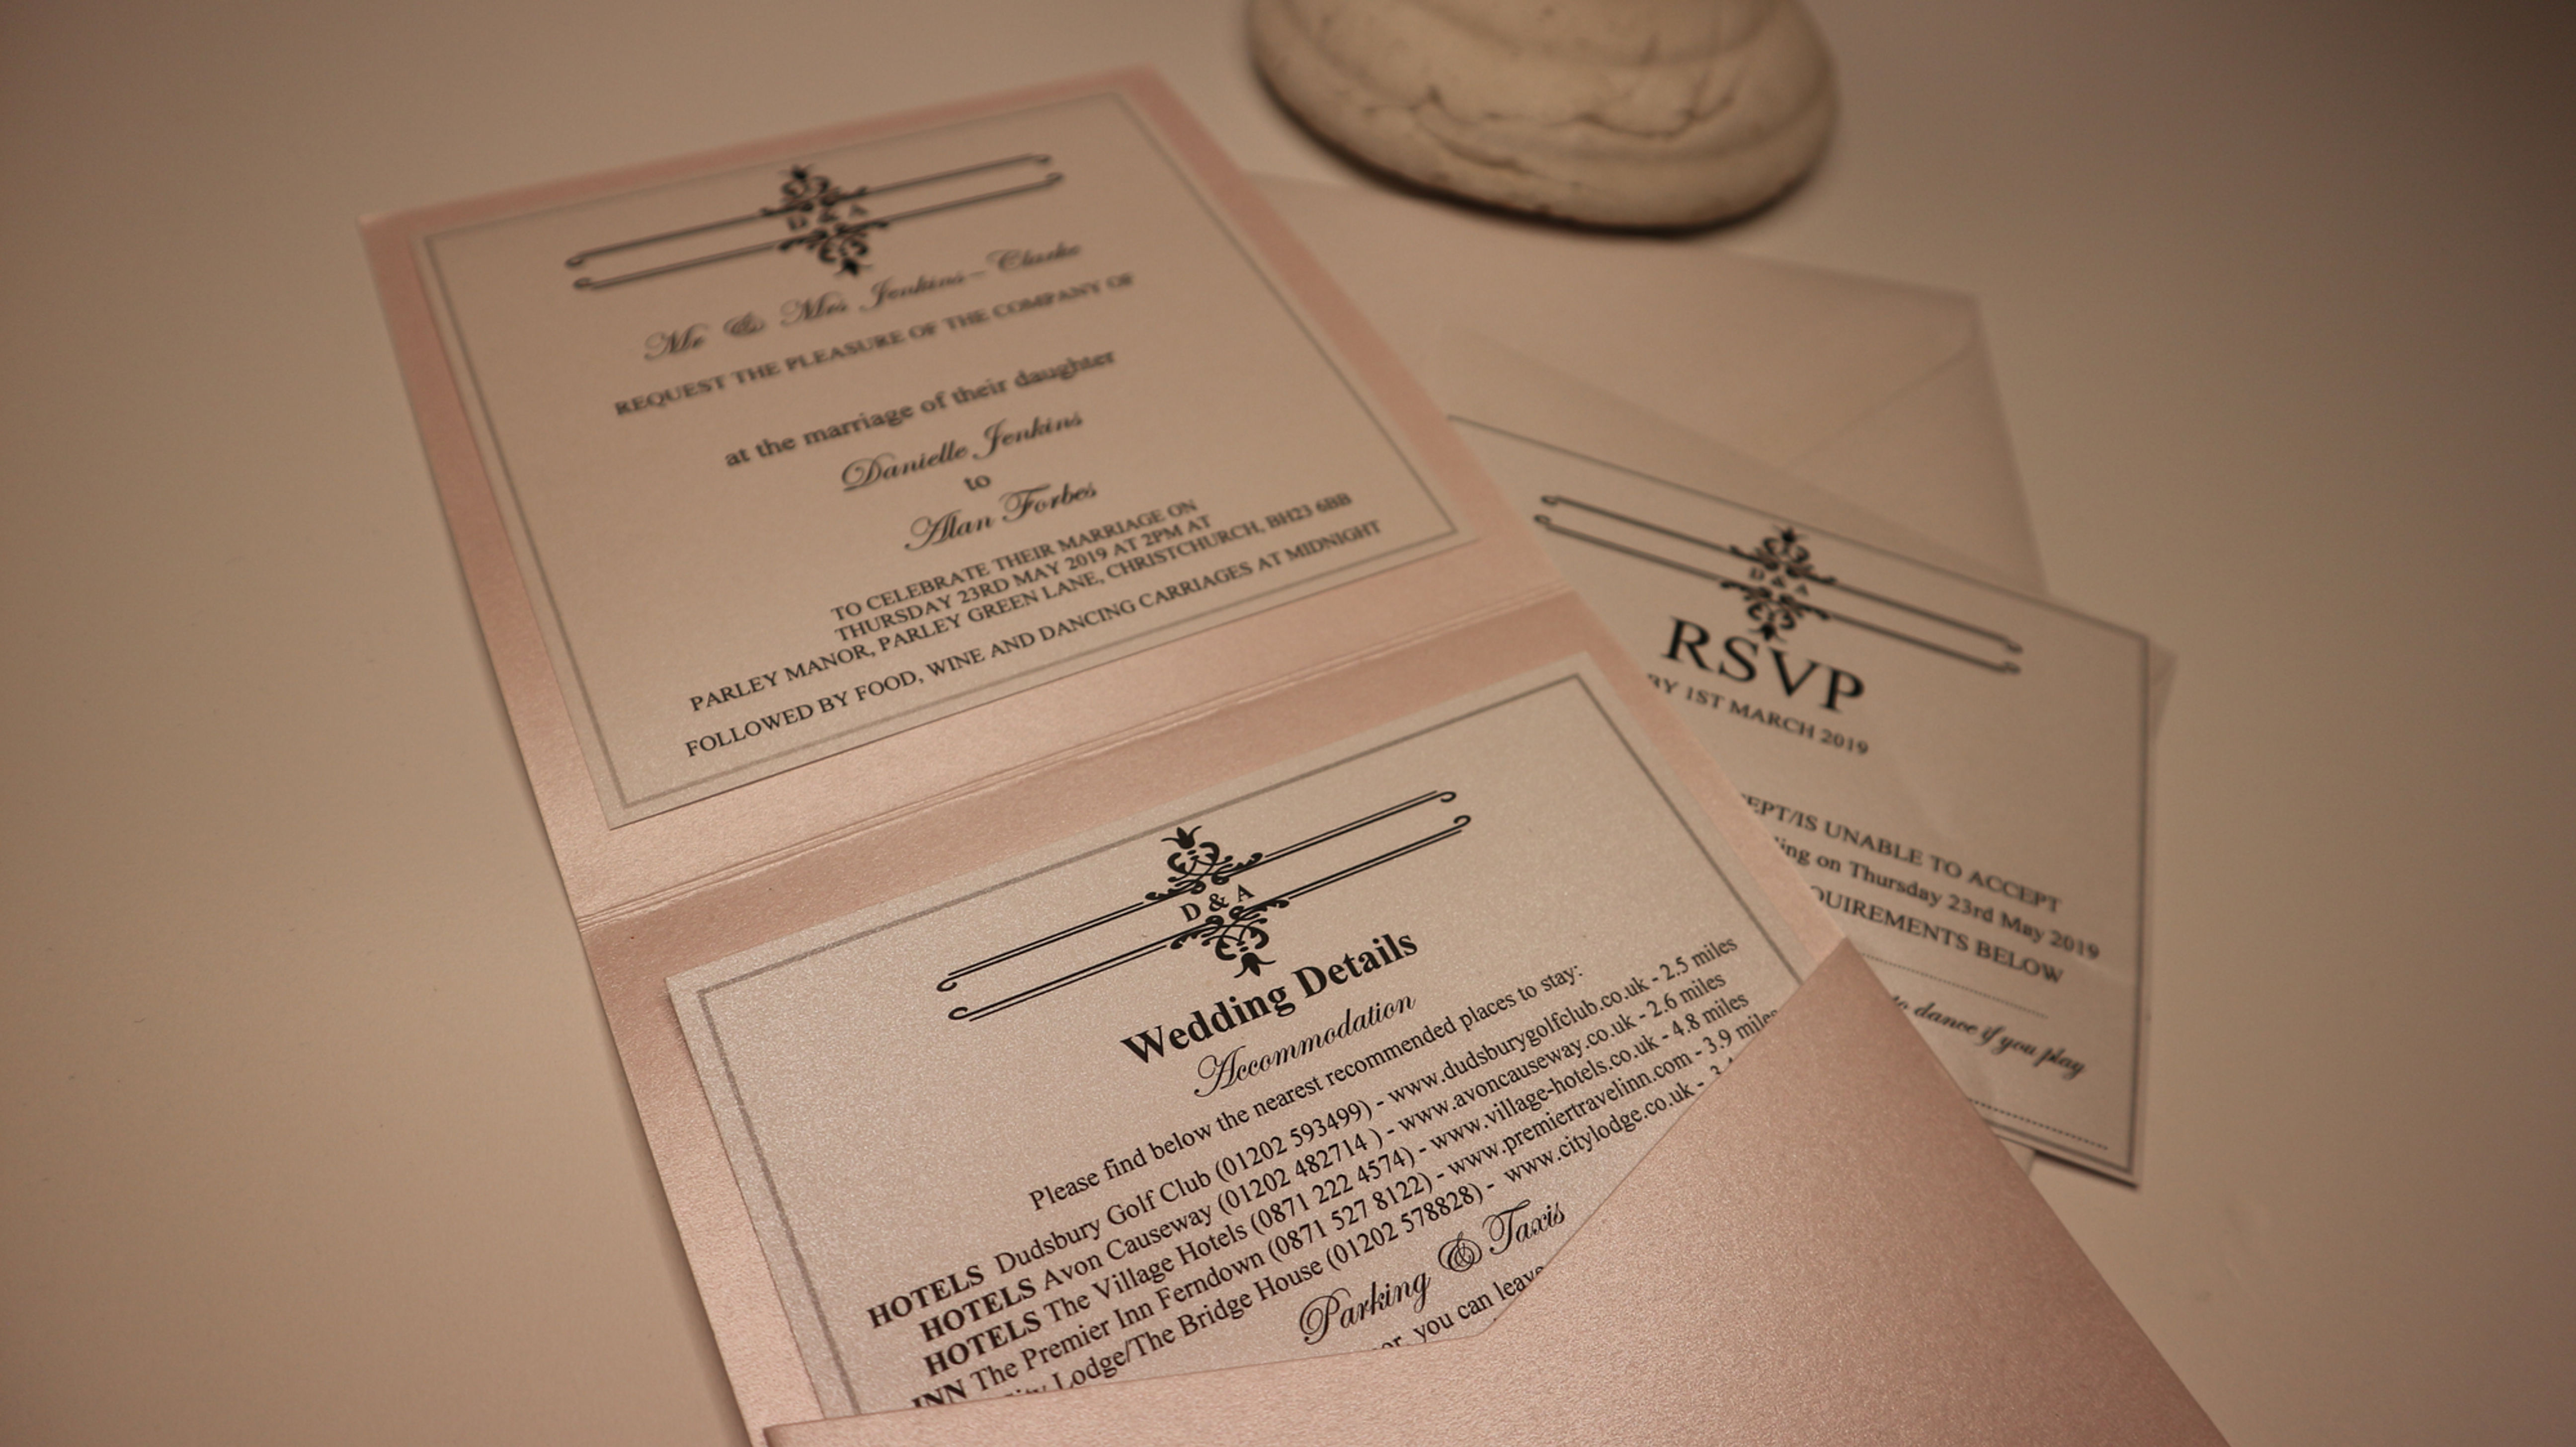 D & A
Mr & Mrs Jenkins-Clarke
REQUEST THE PLEASURE OF THE COMPANY OF
at the marriage of their daughter
Danielle Jenkins
to
Alan Forbes
TO CELEBRATE THEIR MARRIAGE ON
THURSDAY 23RD MAY 2019 AT 2PM AT
PARLEY MANOR, PARLEY GREEN LANE, CHRISTCHURCH, BH23 6BB
FOLLOWED BY FOOD, WINE AND DANCING CARRIAGES AT MIDNIGHT
D & A
Wedding Details
Accommodation
Please find below the nearest recommended places to stay:
HOTELS Dudsbury Golf Club (01202 593499) - www.dudsburygolfclub.co.uk - 2.5 miles
HOTELS Avon Causeway (01202 482714 ) - www.avoncauseway.co.uk - 2.6 miles
HOTELS The Village Hotels (0871 222 4574) - www.village-hotels.co.uk - 4.8 miles
INN The Premier Inn Ferndown (0871 527 8122) - www.premiertravelinn.com - 3.9 miles
Lodge/The Bridge House (01202 578828) - www.citylodge.co.uk -
Parking & Taxis
you can leave
D & A
RSVP
BY 1ST MARCH 2019
EPT/IS UNABLE TO ACCEPT
ing on Thursday 23rd May 2019
QUIREMENTS BELOW
to dance if you play